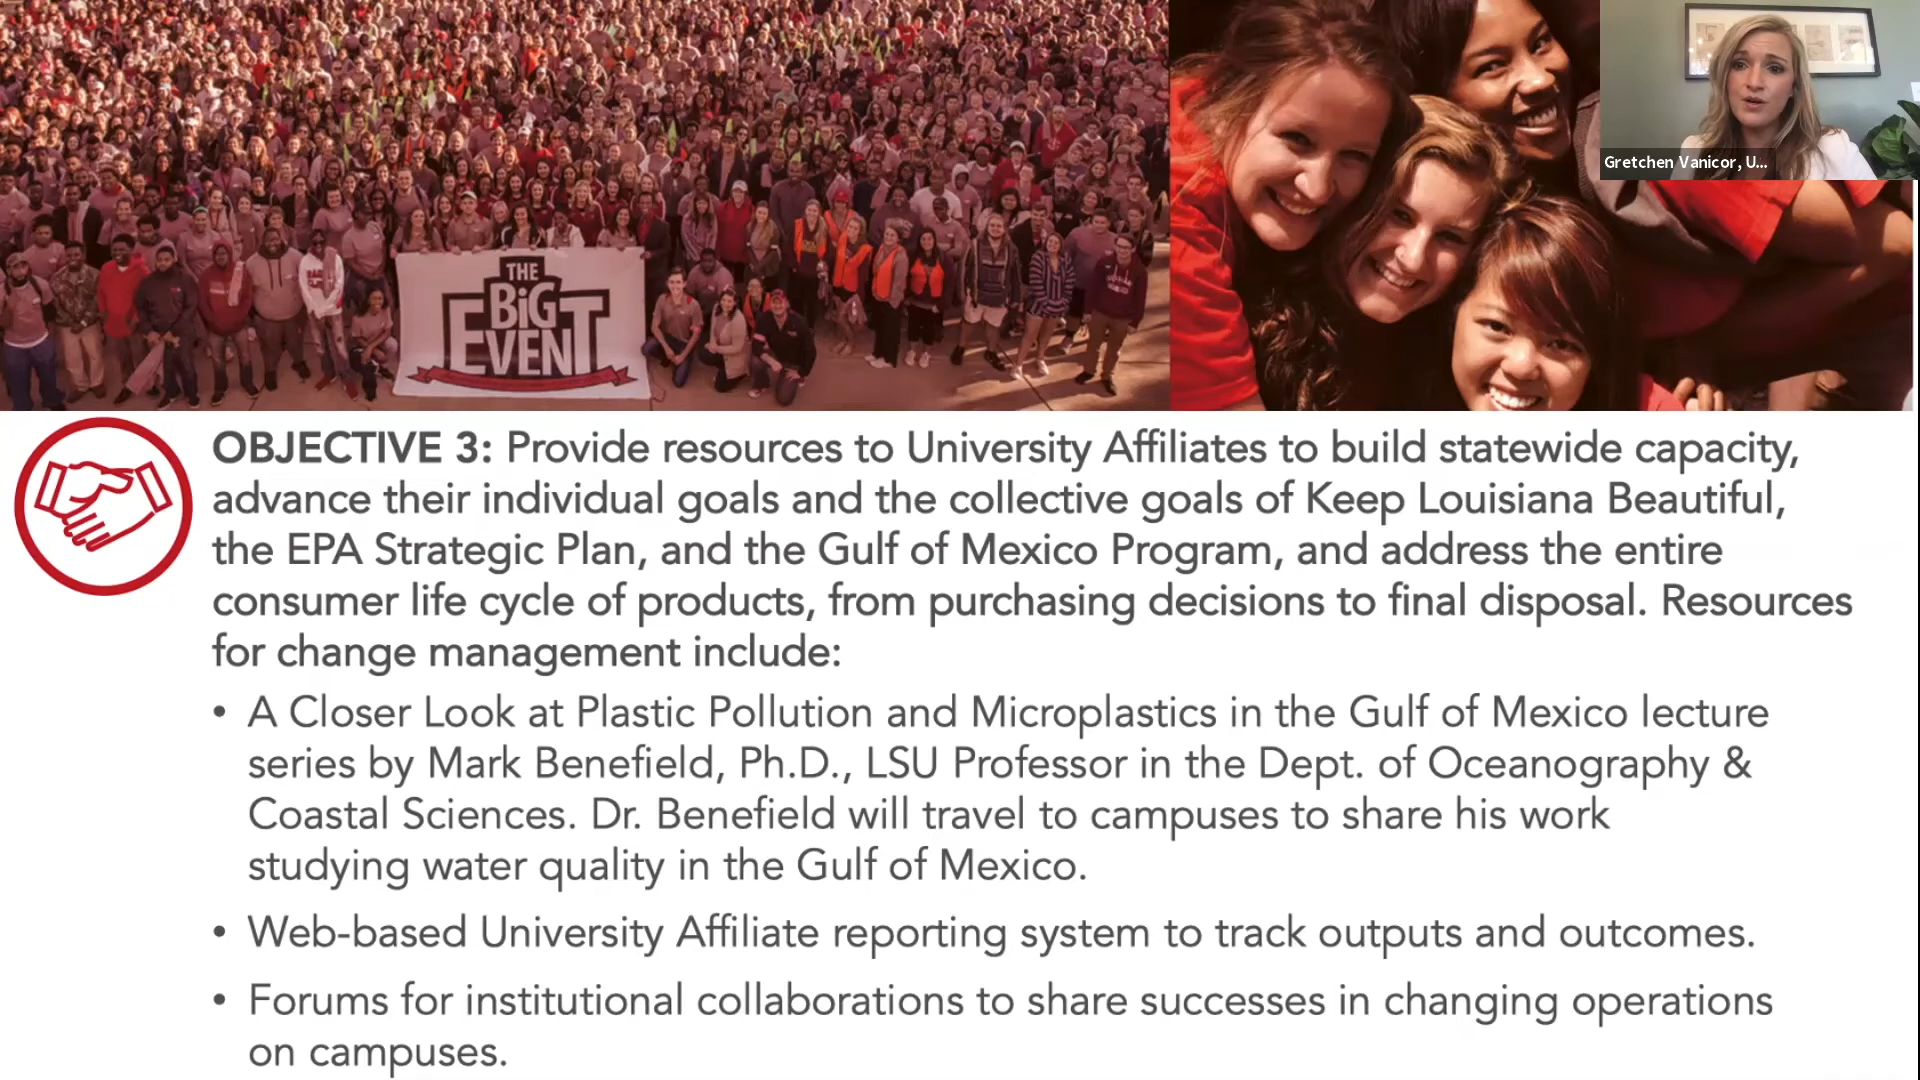 Gretchen Vanicor, U...
THE
BiG
EVENT
OBJECTIVE 3: Provide resources to University Affiliates to build statewide capacity,
advance their individual goals and the collective goals of Keep Louisiana Beautiful,
the EPA Strategic Plan, and the Gulf of Mexico Program, and address the entire
consumer life cycle of products, from purchasing decisions to final disposal. Resources
for change management include:
• A Closer Look at Plastic Pollution and Microplastics in the Gulf of Mexico lecture
series by Mark Benefield, Ph.D., LSU Professor in the Dept. of Oceanography &
Coastal Sciences. Dr. Benefield will travel to campuses to share his work
studying water quality in the Gulf of Mexico.
• Web-based University Affiliate reporting system to track outputs and outcomes.
• Forums for institutional collaborations to share successes in changing operations
on campuses.